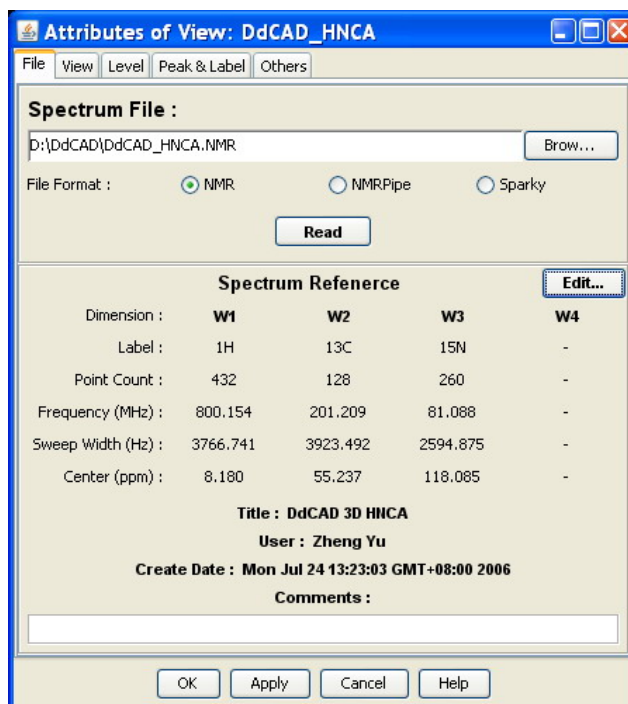 Attributes of View: DdCAD_HNCA
File View Level Peak & Label Others
Spectrum File :
D:\DdCAD\DdCAD_HNCA.NMR Brow...
File Format : NMR NMRPipe Sparky
Read
Spectrum Refenerce Edit...
Dimension : W1 W2 W3 W4
Label : 1H 13C 15N -
Point Count : 432 128 260 -
Frequency (MHz) : 800.154 201.209 81.088 -
Sweep Width (Hz) : 3766.741 3923.492 2594.875 -
Center (ppm) : 8.180 55.237 118.085 -
Title : DdCAD 3D HNCA
User : Zheng Yu
Create Date : Mon Jul 24 13:23:03 GMT+08:00 2006
Comments :
OK Apply Cancel Help